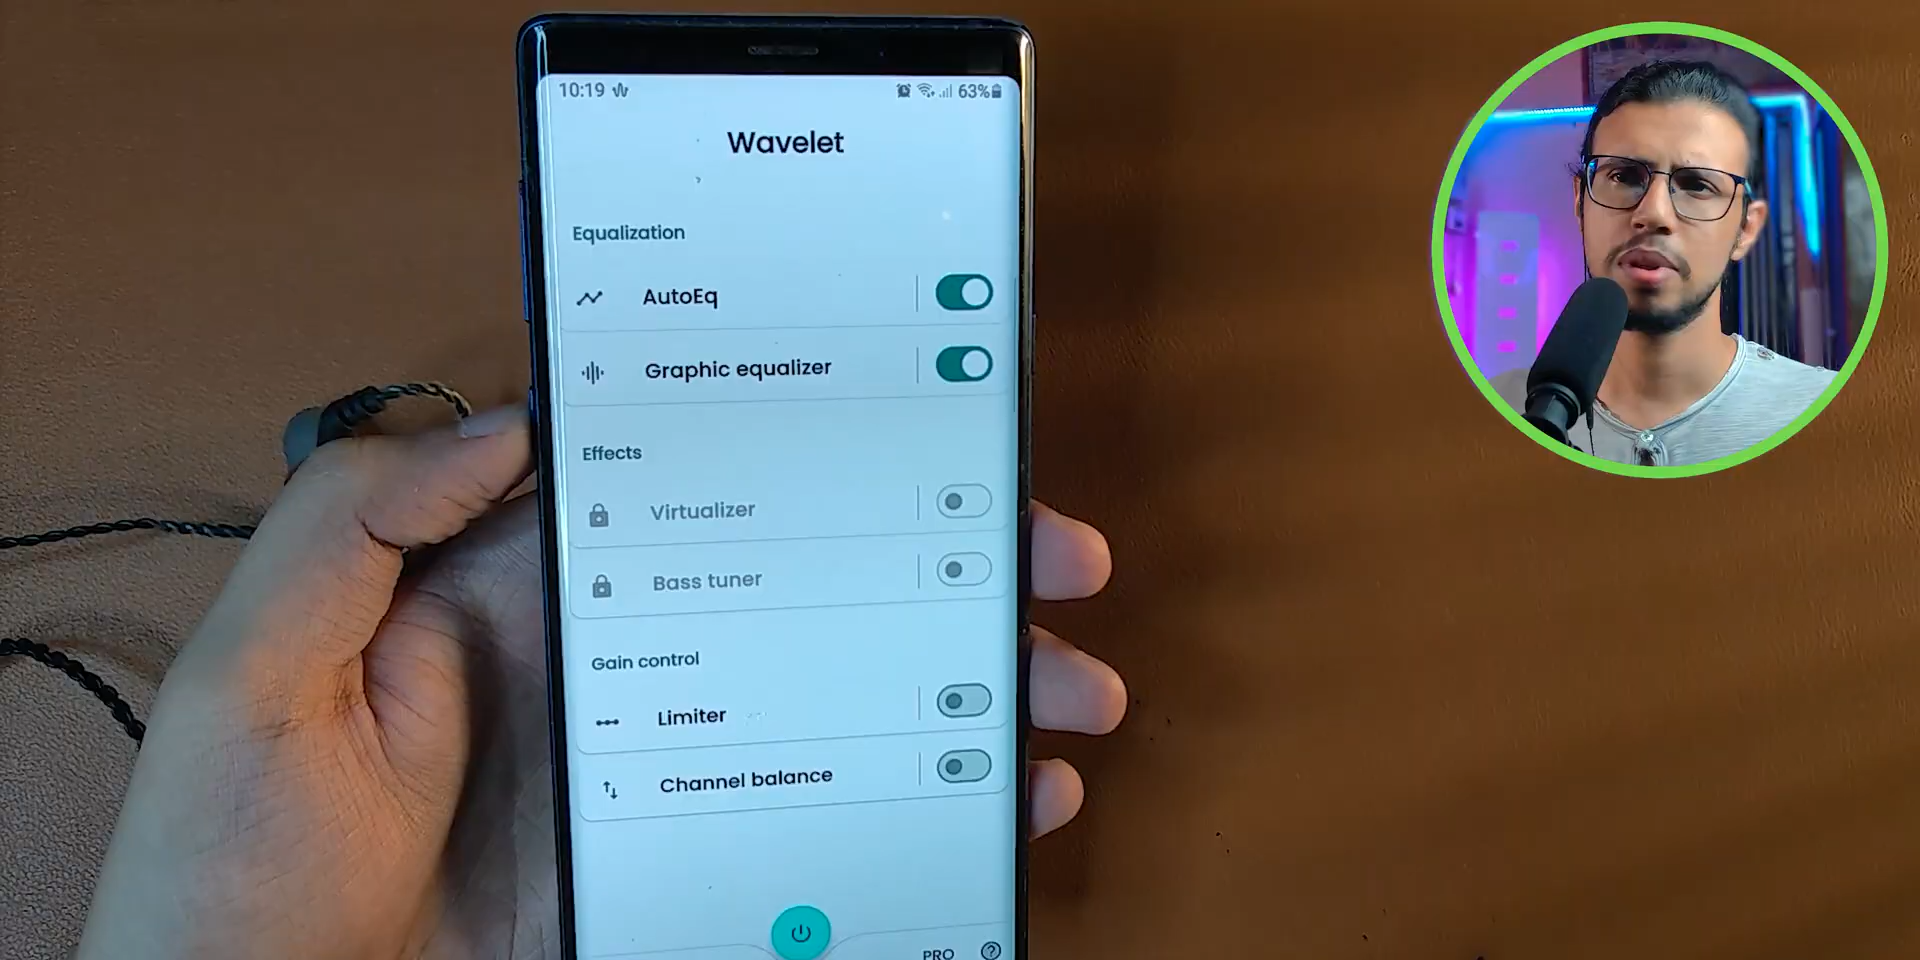 10:19
63%
Wavelet
Equalization
AutoEq
Graphic equalizer
Effects
Virtualizer
Bass tuner
Gain control
Limiter
Channel balance
PRO